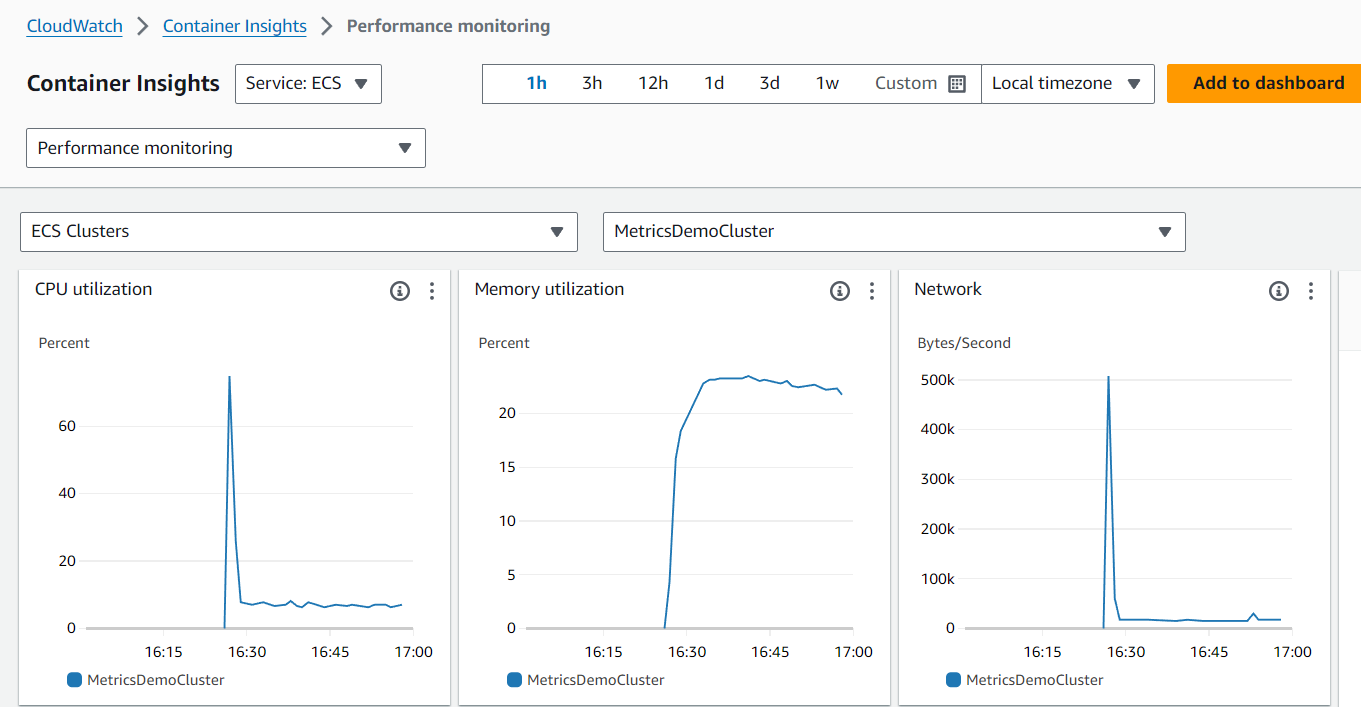 CloudWatch > Container Insights > Performance monitoring
Container Insights Service: ECS 1h 3h 12h 1d 3d 1w Custom Local timezone Add to dashboard
Performance monitoring
ECS Clusters MetricsDemoCluster
CPU utilization
Percent
60
40
20
0
16:15 16:30 16:45 17:00
MetricsDemoCluster
Memory utilization
Percent
20
15
10
5
0
16:15 16:30 16:45 17:00
MetricsDemoCluster
Network
Bytes/Second
500k
400k
300k
200k
100k
0
16:15 16:30 16:45 17:00
MetricsDemoCluster